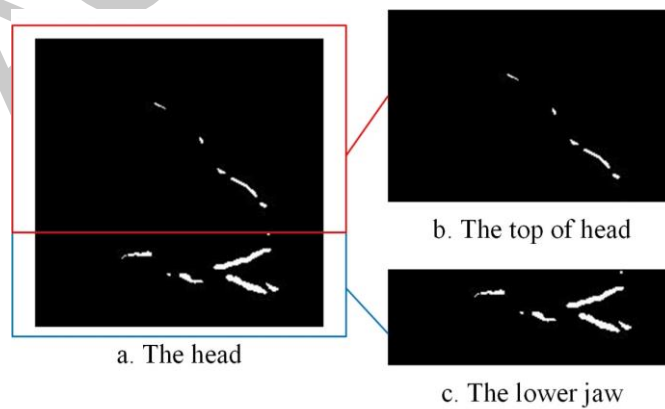 b. The top of head
a. The head
c. The lower jaw